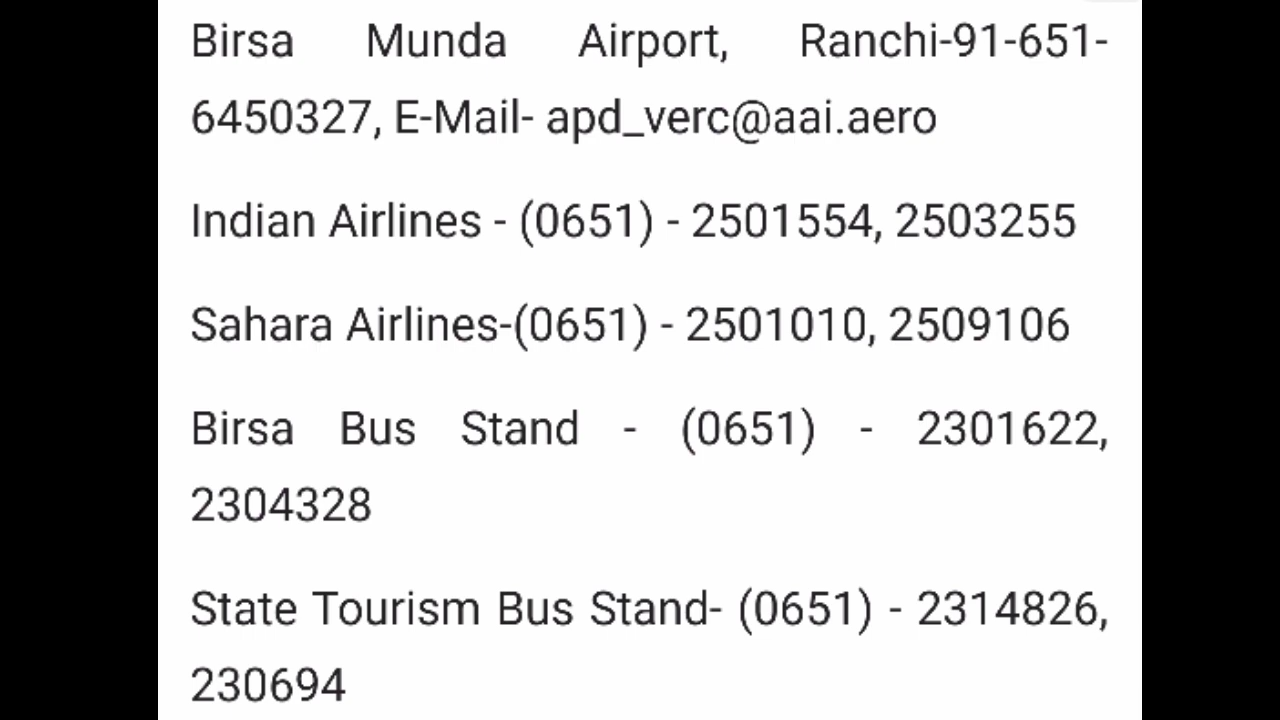 Birsa Munda Airport, Ranchi-91-651-
6450327, E-Mail- apd_verc@aai.aero
Indian Airlines - (0651) - 2501554, 2503255
Sahara Airlines-(0651) - 2501010, 2509106
Birsa Bus Stand - (0651) - 2301622,
2304328
State Tourism Bus Stand- (0651) - 2314826,
230694